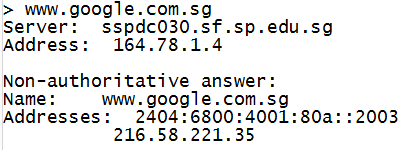 > www.google.com.sg
Server:  sspdc030.sf.sp.edu.sg
Address:  164.78.1.4

Non-authoritative answer:
Name:    www.google.com.sg
Addresses:  2404:6800:4001:80a::2003
          216.58.221.35